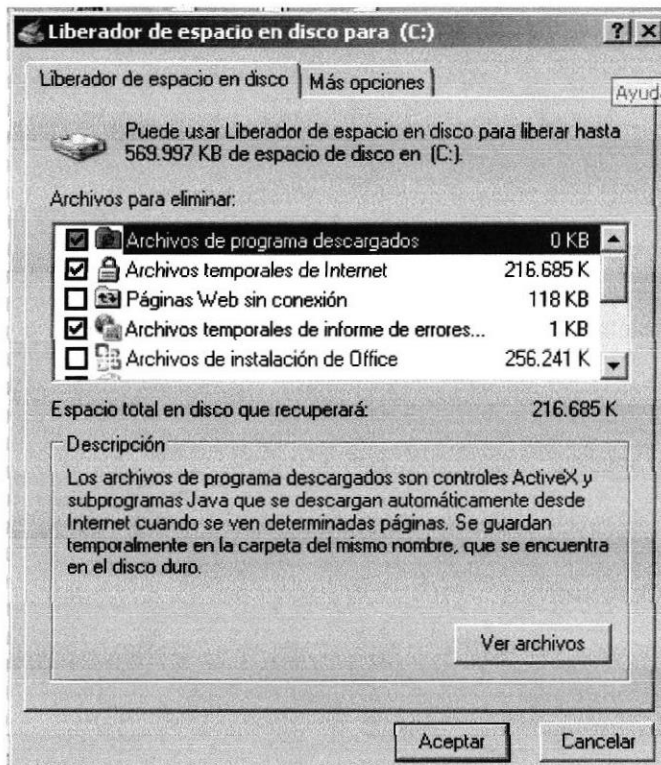 Liberador de espacio en disco para (C:)
Liberador de espacio en disco
Más opciones
Ayud
Puede usar Liberador de espacio en disco para liberar hasta
569.997 KB de espacio de disco en (C:).
Archivos para eliminar:
Archivos de programa descargados 0 KB
Archivos temporales de Internet 216.685 K
Páginas Web sin conexión 118 KB
Archivos temporales de informe de errores... 1 KB
Archivos de instalación de Office 256.241 K
Espacio total en disco que recuperará: 216.685 K
Descripción
Los archivos de programa descargados son controles ActiveX y
subprogramas Java que se descargan automáticamente desde
Internet cuando se ven determinadas páginas. Se guardan
temporalmente en la carpeta del mismo nombre, que se encuentra
en el disco duro.
Ver archivos
Aceptar Cancelar